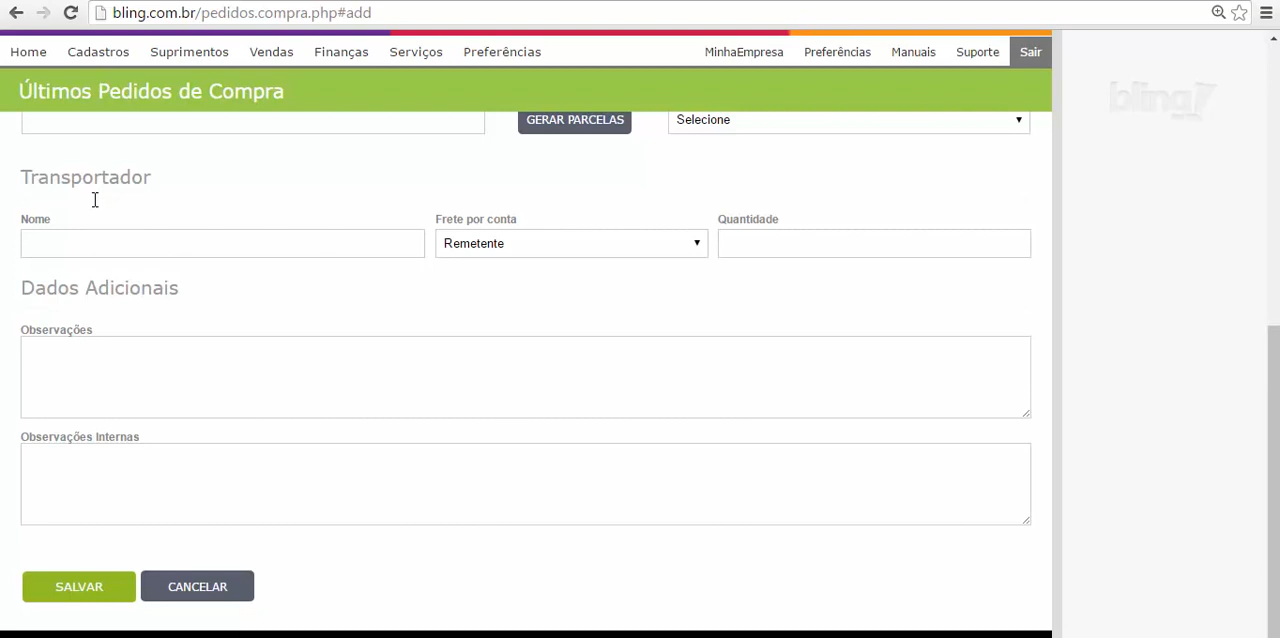 bling.com.br/pedidos.compra.php#add
Home Cadastros Suprimentos Vendas Finanças Serviços Preferências MinhaEmpresa Preferências Manuais Suporte Sair
Últimos Pedidos de Compra
bling!
GERAR PARCELAS Selecione
Transportador
Nome Frete por conta Quantidade
Remetente
Dados Adicionais
Observações
Observações Internas
SALVAR CANCELAR